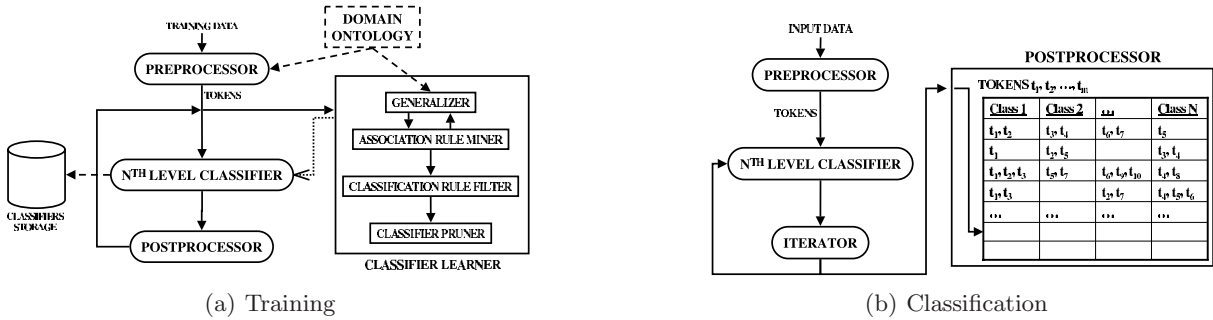 TRAINING DATA
DOMAIN
ONTOLOGY
PREPROCESSOR
TOKENS
GENERALIZER
ASSOCIATION RULE MINER
NTH LEVEL CLASSIFIER
CLASSIFICATION RULE FILTER
CLASSIFIERS
STORAGE
POSTPROCESSOR
CLASSIFIER PRUNER
CLASSIFIER LEARNER
(a) Training
INPUT DATA
PREPROCESSOR
TOKENS
NTH LEVEL CLASSIFIER
ITERATOR
POSTPROCESSOR
TOKENS t1, t2, ..., tm
Class 1 Class 2 ... Class N
t1, t2 t3, t4 t6, t7 t5
t1 t2, t5 t3, t4
t1, t2, t3 t5, t7 t6, t9, t10 t4, t8
t1, t3 t2, t7 t4, t5, t6
... ... ... ...
(b) Classification